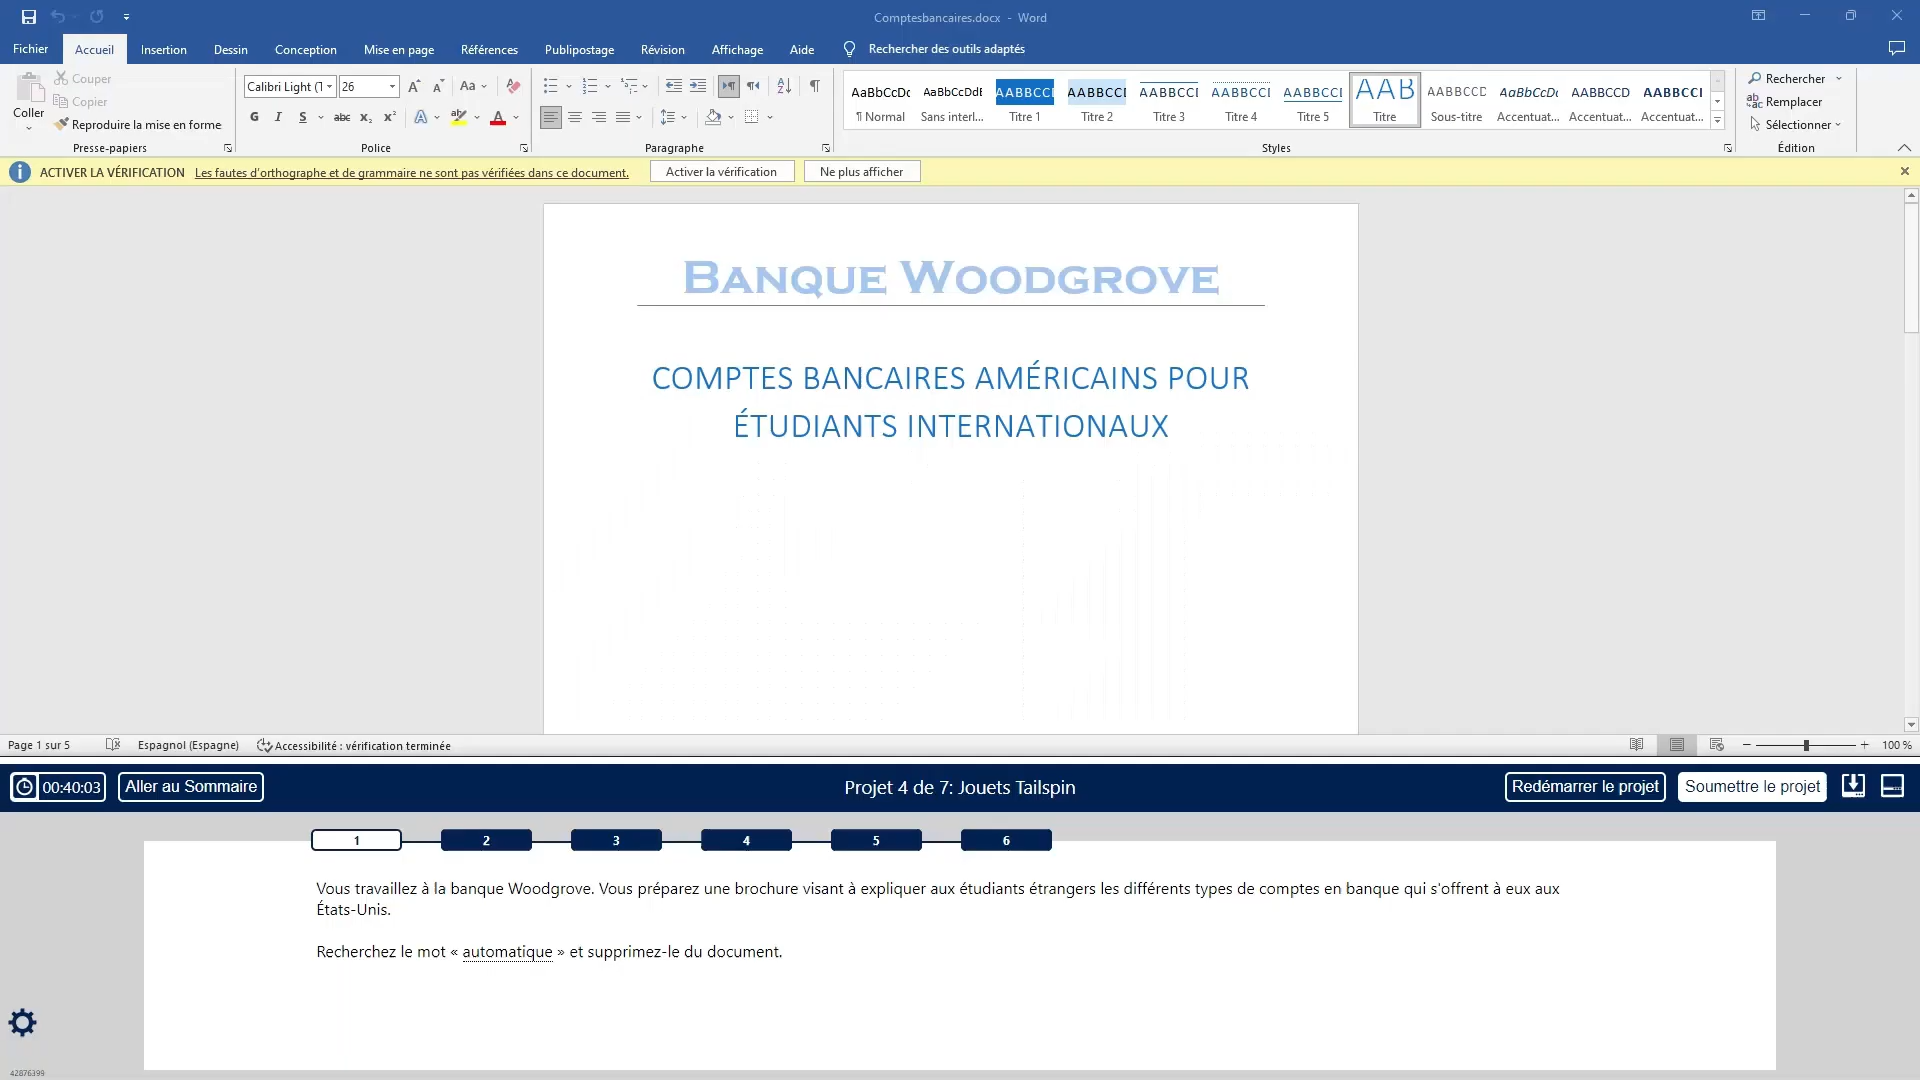 Comptesbancaires.docx - Word
Fichier Accueil Insertion Dessin Conception Mise en page Références Publipostage Révision Affichage Aide Rechercher des outils adaptés
Coller
Couper
Copier
Reproduire la mise en forme
Presse-papiers
Calibri Light (T 26
Aa
G I S abc x₂ x² A ab A
Police
Paragraphe
AaBbCcDc AaBbCcDdE AABBCCI AABBCCI AABBCCI AABBCCI AABBCCI AAB AABBCCD AaBbCcDc AABBCCD AABBCCI
¶ Normal Sans interl... Titre 1 Titre 2 Titre 3 Titre 4 Titre 5 Titre Sous-titre Accentuat... Accentuat... Accentuat...
Styles
Rechercher
Remplacer
Sélectionner
Édition
ACTIVER LA VÉRIFICATION Les fautes d'orthographe et de grammaire ne sont pas vérifiées dans ce document. Activer la vérification Ne plus afficher
BANQUE WOODGROVE
COMPTES BANCAIRES AMÉRICAINS POUR
ÉTUDIANTS INTERNATIONAUX
Page 1 sur 5 Espagnol (Espagne) Accessibilité : vérification terminée 100 %
00:40:03 Aller au Sommaire Projet 4 de 7: Jouets Tailspin Redémarrer le projet Soumettre le projet
1 2 3 4 5 6
Vous travaillez à la banque Woodgrove. Vous préparez une brochure visant à expliquer aux étudiants étrangers les différents types de comptes en banque qui s'offrent à eux aux
États-Unis.
Recherchez le mot « automatique » et supprimez-le du document.
42876399